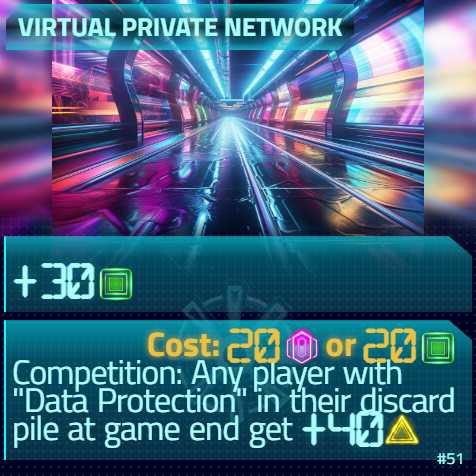 VIRTUAL PRIVATE NETWORK
+30
Cost: 20 or 20
Competition: Any player with
"Data Protection" in their discard
pile at game end get +40
#51